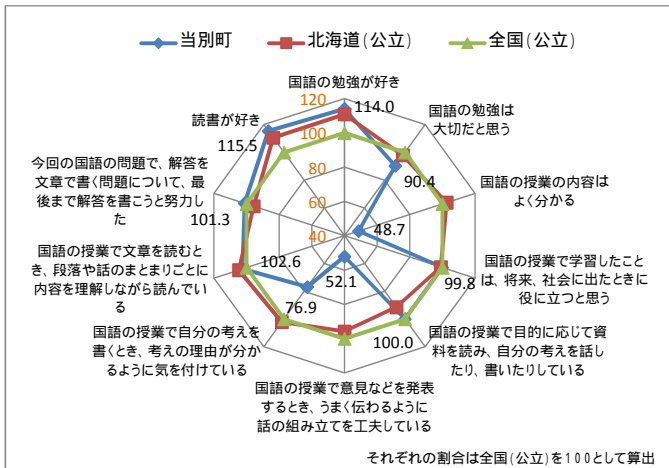 当別町
北海道(公立)
全国(公立)
国語の勉強が好き
120
114.0
100
80
60
40
国語の勉強は
大切だと思う
90.4
国語の授業の内容は
よく分かる
48.7
国語の授業で学習したこと
は、将来、社会に出たときに
役に立つと思う
99.8
国語の授業で目的に応じて資
料を読み、自分の考えを話し
たり、書いたりしている
100.0
国語の授業で意見などを発表
するとき、うまく伝わるように
話の組み立てを工夫している
52.1
国語の授業で自分の考えを
書くとき、考えの理由が分か
るように気を付けている
76.9
国語の授業で文章を読むと
き、段落や話のまとまりごとに
内容を理解しながら読んでい
る
102.6
今回の国語の問題で、解答を
文章で書く問題について、最
後まで解答を書こうと努力し
た
101.3
読書が好き
115.5
それぞれの割合は全国(公立)を100として算出